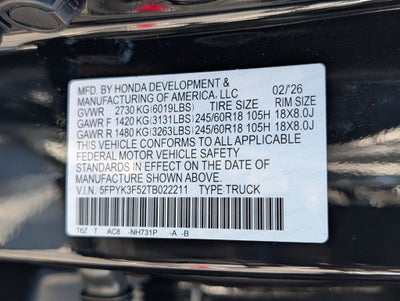 MFD. BY HONDA DEVELOPMENT &
MANUFACTURING OF AMERICA, LLC 02/'26
GVWR 2730 KG(6019LBS) TIRE SIZE RIM SIZE
GAWR F 1420 KG(3131LBS) 245/60R18 105H 18X8.0J
GAWR R 1480 KG(3263LBS) 245/60R18 105H 18X8.0J
THIS VEHICLE CONFORMS TO ALL APPLICABLE
FEDERAL MOTOR VEHICLE SAFETY
STANDARDS IN EFFECT ON THE DATE OF
MANUFACTURE SHOWN ABOVE.
V.I.N. 5FPYK3F52TB022211 TYPE:TRUCK
T6Z T AC8 -NH731P -A -B